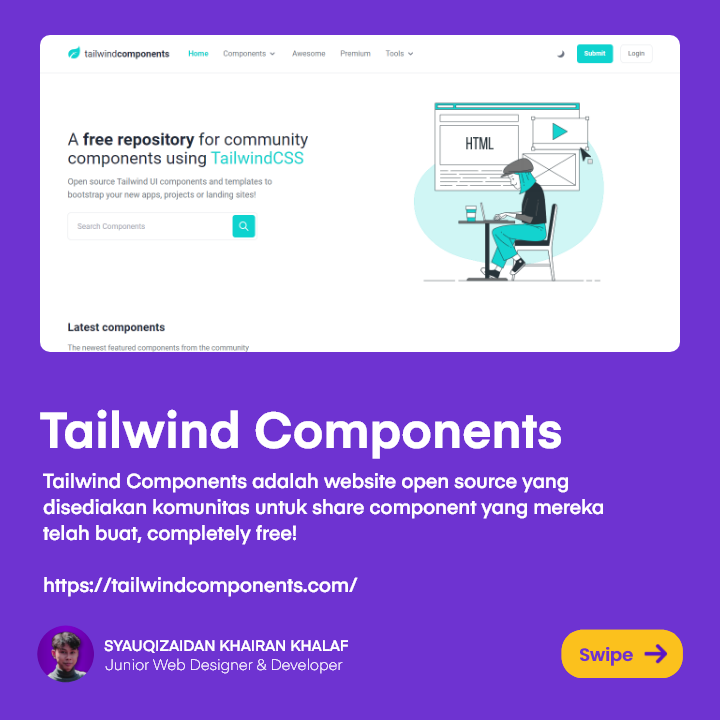 tailwindcomponents Home Components Awesome Premium Tools Submit Login
A free repository for community
components using TailwindCSS
Open source Tailwind UI components and templates to
bootstrap your new apps, projects or landing sites!
Search Components
HTML
Latest components
The newest featured components from the community
Tailwind Components
Tailwind Components adalah website open source yang
disediakan komunitas untuk share component yang mereka
telah buat, completely free!
https://tailwindcomponents.com/
SYAUQIZAIDAN KHAIRAN KHALAF
Junior Web Designer & Developer
Swipe